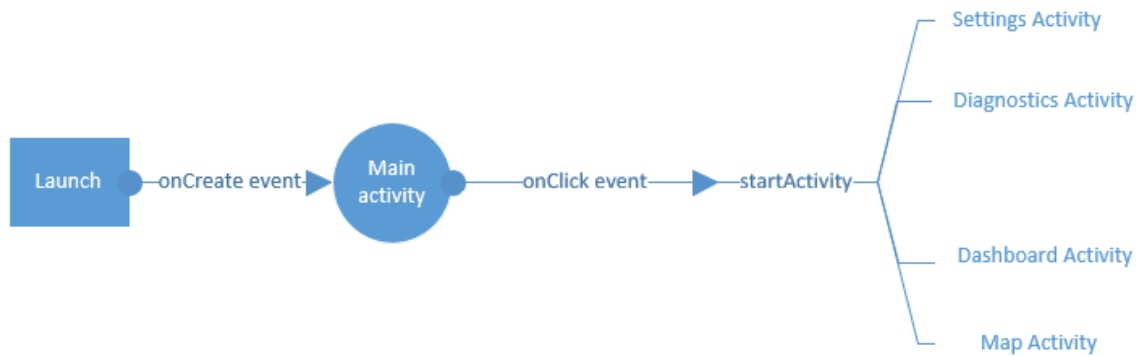 Launch
onCreate event
Main
activity
onClick event
startActivity
Settings Activity
Diagnostics Activity
Dashboard Activity
Map Activity